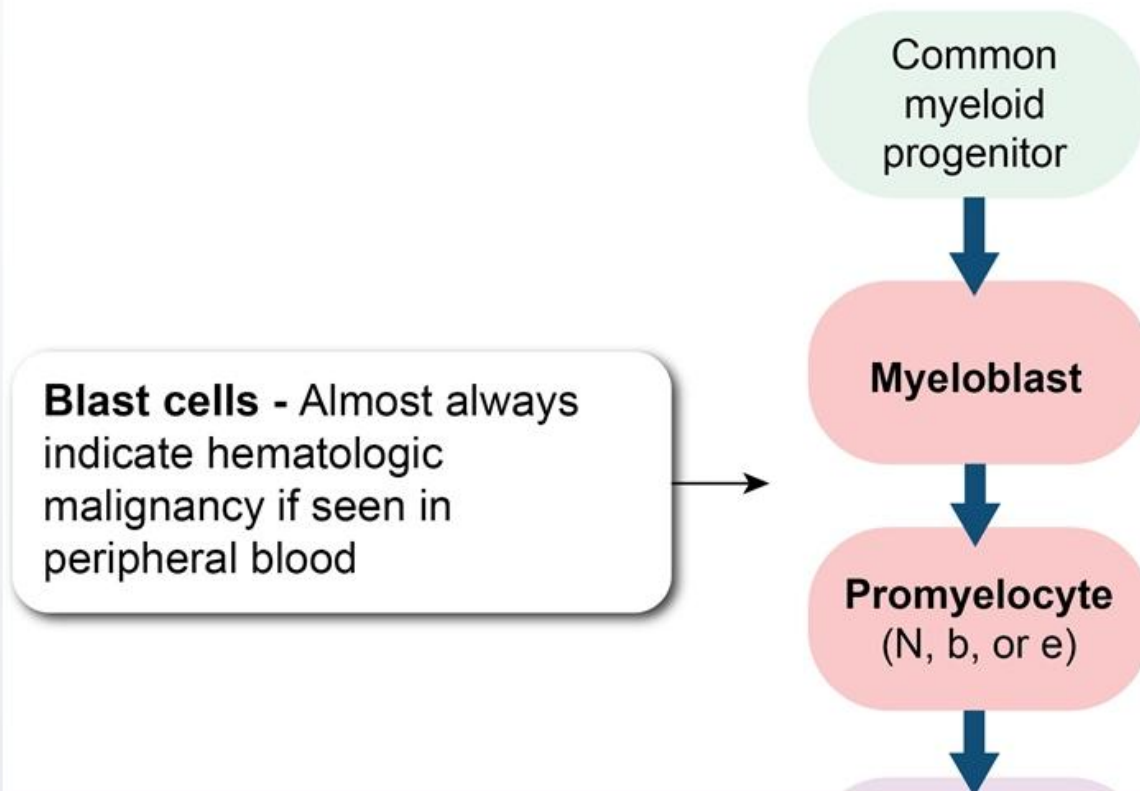 Common
myeloid
progenitor
Myeloblast
Blast cells - Almost always
indicate hematologic
malignancy if seen in
peripheral blood
Promyelocyte
(N, b, or e)